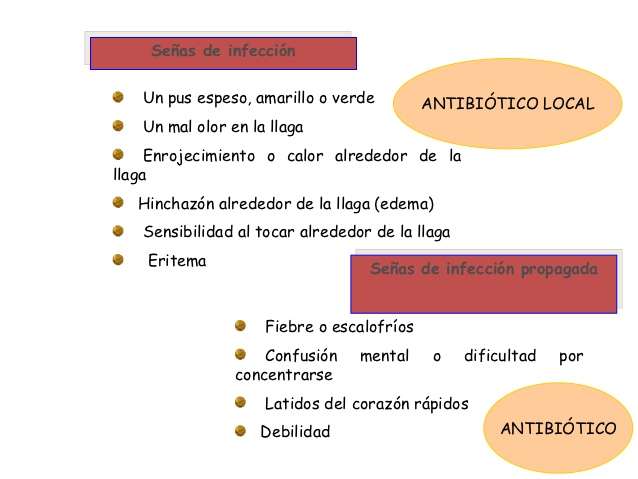 Señas de infección
ANTIBIÓTICO LOCAL
Un pus espeso, amarillo o verde
Un mal olor en la llaga
Enrojecimiento o calor alrededor de la
llaga
Hinchazón alrededor de la llaga (edema)
Sensibilidad al tocar alrededor de la llaga
Eritema
Señas de infección propagada
Fiebre o escalofríos
Confusión mental o dificultad por
concentrarse
Latidos del corazón rápidos
Debilidad
ANTIBIÓTICO